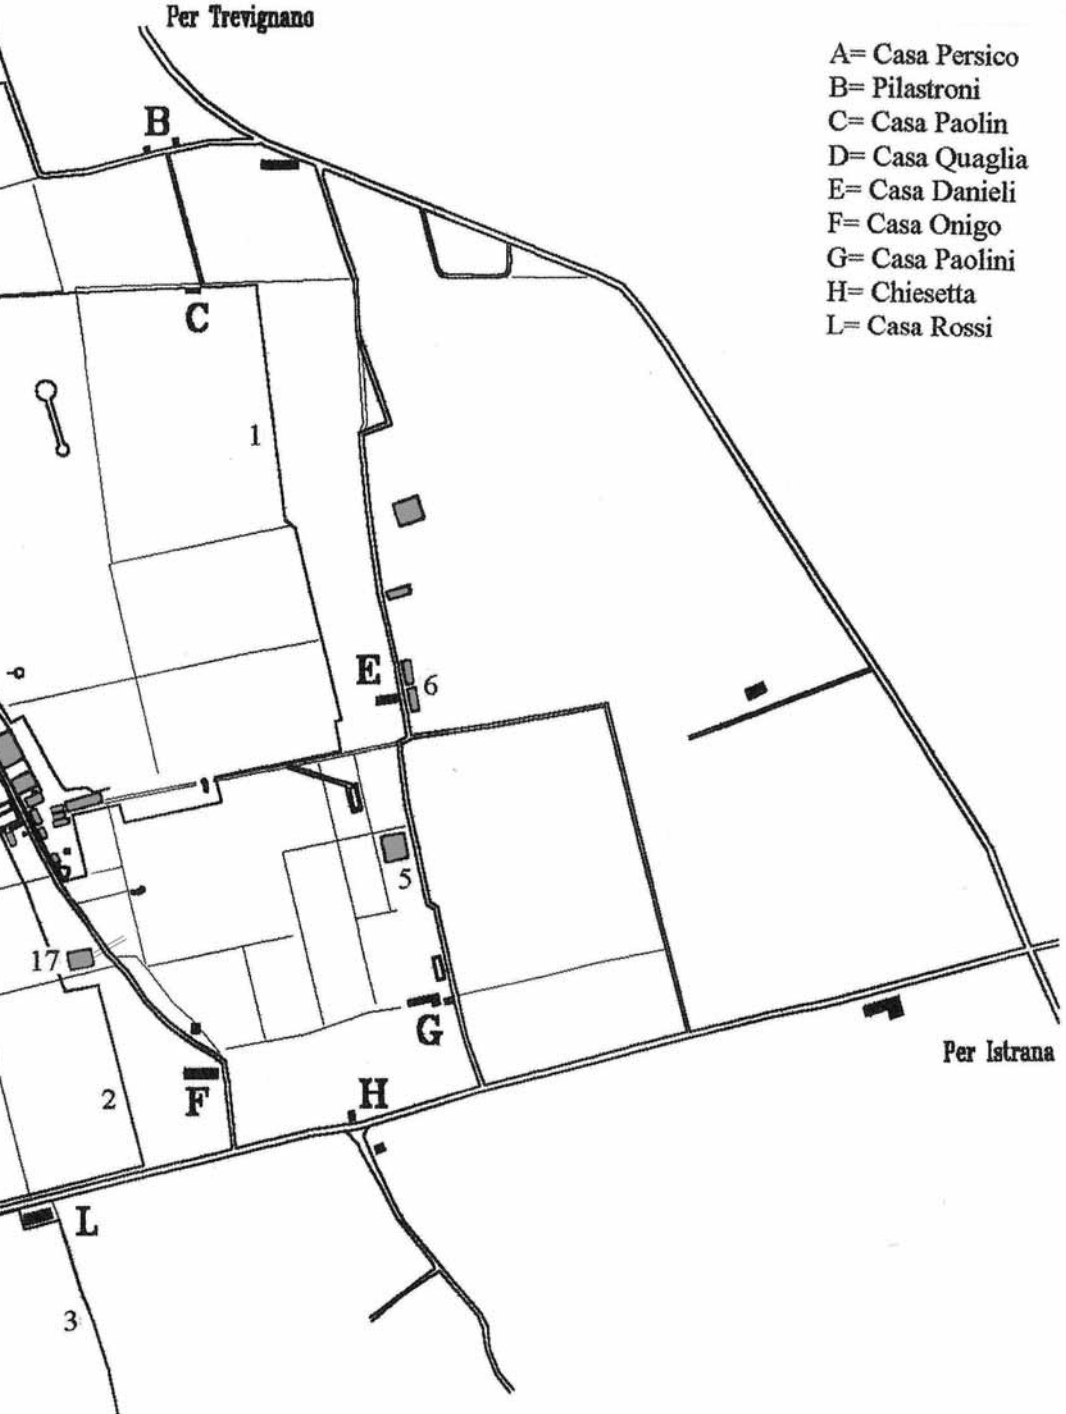 Per Trevignano
A= Casa Persico
B= Pilastroni
C= Casa Paolin
D= Casa Quaglia
E= Casa Danieli
F= Casa Onigo
G= Casa Paolini
H= Chiesetta
L= Casa Rossi
B
C
1
E
6
5
17
G
Per Istrana
2
F
H
L
3